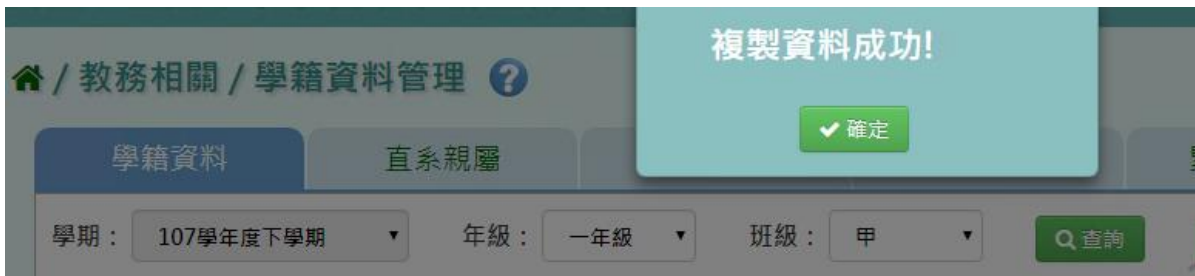 複製資料成功!
確定
/ 教務相關 / 學籍資料管理 ?
學籍資料 直系親屬
學期： 107學年度下學期 年級： 一年級 班級： 甲 查詢